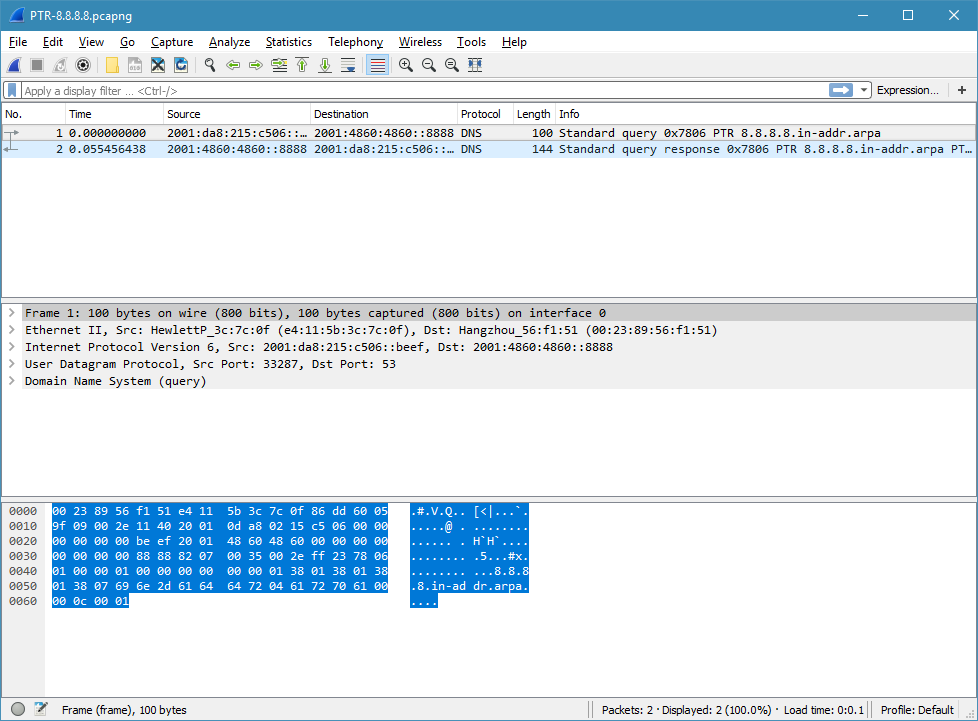 PTR-8.8.8.8.pcapng
File Edit View Go Capture Analyze Statistics Telephony Wireless Tools Help
Apply a display filter ... <Ctrl-/> Expression... +
No. Time Source Destination Protocol Length Info
1 0.000000000 2001:da8:215:c506::… 2001:4860:4860::8888 DNS 100 Standard query 0x7806 PTR 8.8.8.8.in-addr.arpa
2 0.055456438 2001:4860:4860::8888 2001:da8:215:c506::… DNS 144 Standard query response 0x7806 PTR 8.8.8.8.in-addr.arpa PT…
Frame 1: 100 bytes on wire (800 bits), 100 bytes captured (800 bits) on interface 0
Ethernet II, Src: HewlettP_3c:7c:0f (e4:11:5b:3c:7c:0f), Dst: Hangzhou_56:f1:51 (00:23:89:56:f1:51)
Internet Protocol Version 6, Src: 2001:da8:215:c506::beef, Dst: 2001:4860:4860::8888
User Datagram Protocol, Src Port: 33287, Dst Port: 53
Domain Name System (query)
0000 00 23 89 56 f1 51 e4 11 5b 3c 7c 0f 86 dd 60 05 .#.V.Q.. [<|...`.
0010 9f 09 00 2e 11 40 20 01 0d a8 02 15 c5 06 00 00 .....@ . ........
0020 00 00 00 00 be ef 20 01 48 60 48 60 00 00 00 00 ...... . H`H`....
0030 00 00 00 00 88 88 82 07 00 35 00 2e ff 23 78 06 ........ .5...#x.
0040 01 00 00 01 00 00 00 00 00 00 01 38 01 38 01 38 ........ ...8.8.8
0050 01 38 07 69 6e 2d 61 64 64 72 04 61 72 70 61 00 .8.in-ad dr.arpa.
0060 00 0c 00 01 ....
Frame (frame), 100 bytes Packets: 2 · Displayed: 2 (100.0%) · Load time: 0:0.1 Profile: Default